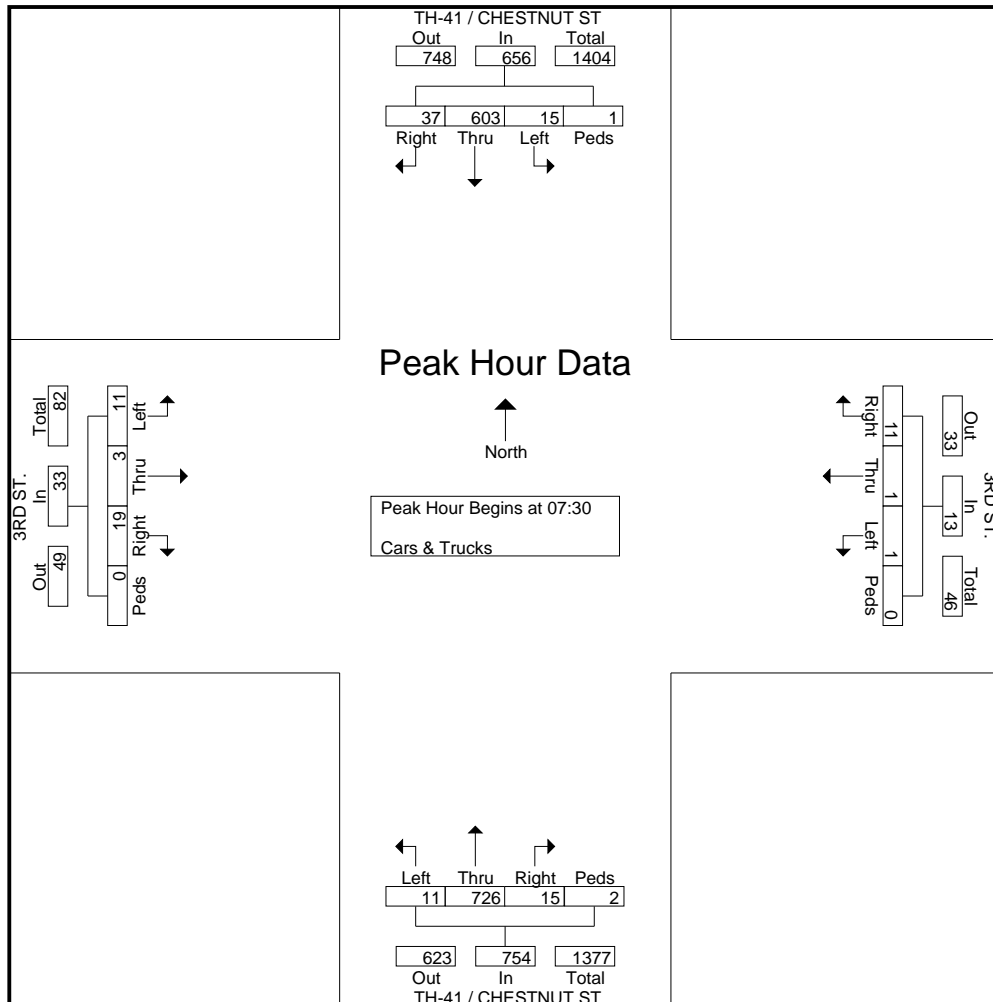 TH-41 / CHESTNUT ST
Out In Total
748 656 1404
37 603 15 1
Right Thru Left Peds
Peak Hour Data
North
Peak Hour Begins at 07:30
Cars & Trucks
3RD ST.
Total In Out
82 33 49
11 3 19 0
Left Thru Right Peds
Right Thru Left Peds
11 1 1 0
Out In Total
33 13 46
3RD ST.
Left Thru Right Peds
11 726 15 2
623 754 1377
Out In Total
TH-41 / CHESTNUT ST